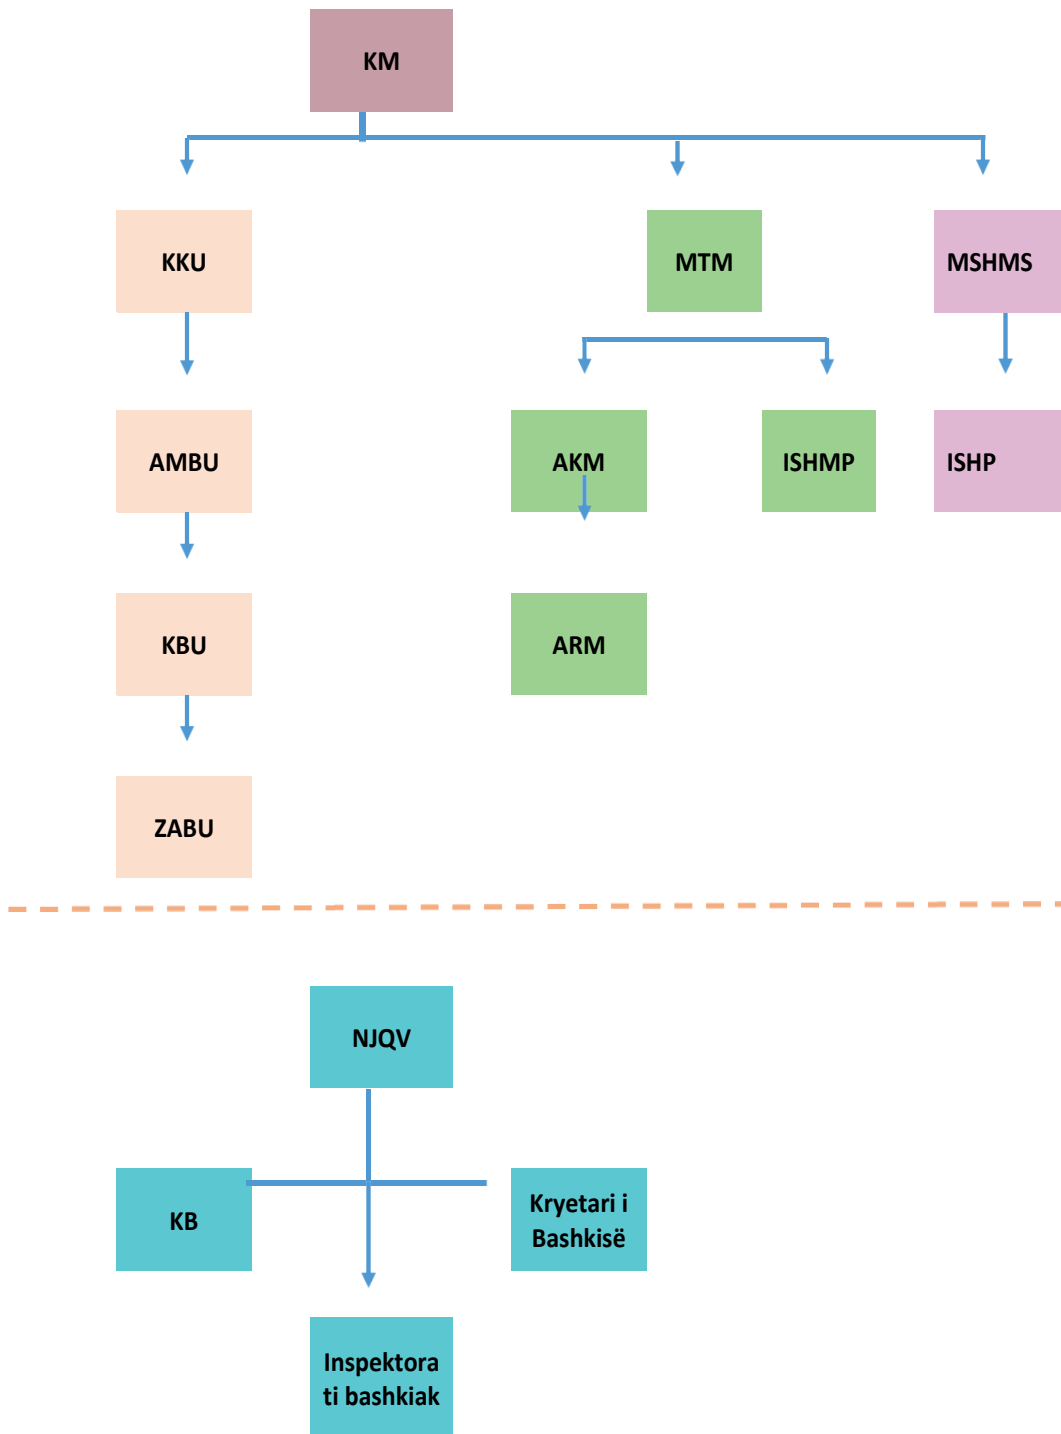 KM
KKU
MTM
MSHMS
AMBU
AKM
ISHMP
ISHP
KBU
ARM
ZABU
NJQV
KB
Kryetari i
Bashkisë
Inspektora
ti bashkiak